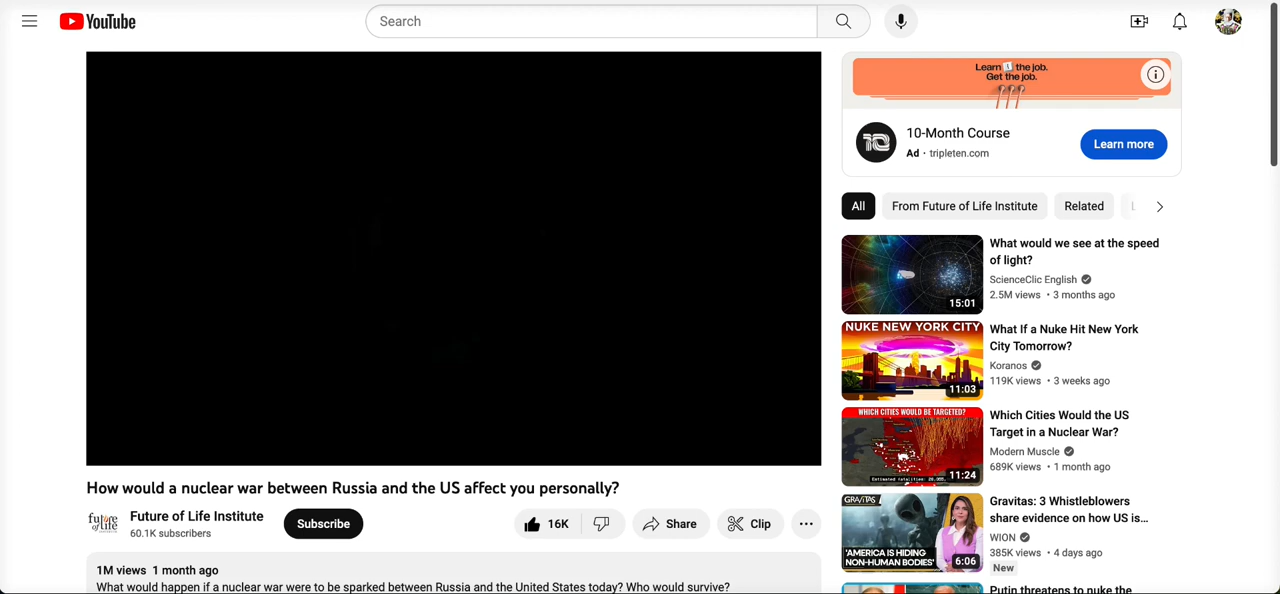 YouTube
Search
Learn the job.
Get the job.
10
10-Month Course
Ad · tripleten.com
Learn more
All
From Future of Life Institute
Related
What would we see at the speed
of light?
ScienceClic English
2.5M views • 3 months ago
15:01
NUKE NEW YORK CITY
11:03
What If a Nuke Hit New York
City Tomorrow?
Koranos
119K views • 3 weeks ago
WHICH CITIES WOULD BE TARGETED?
11:24
Which Cities Would the US
Target in a Nuclear War?
Modern Muscle
689K views • 1 month ago
GRAVITAS:
'AMERICA IS HIDING
NON-HUMAN BODIES'
6:06
Gravitas: 3 Whistleblowers
share evidence on how US is...
WION
385K views • 4 days ago
New
Putin threatens to nuke the
How would a nuclear war between Russia and the US affect you personally?
future
of life
Future of Life Institute
60.1K subscribers
Subscribe
16K
Share
Clip
1M views 1 month ago
What would happen if a nuclear war were to be sparked between Russia and the United States today? Who would survive?